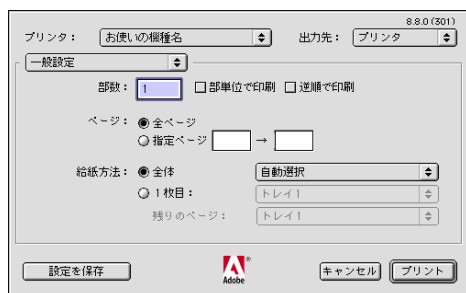 8.8.0 (301)
プリンタ： お使いの機種名 出力先： プリンタ
一般設定
部数： 1 部単位で印刷 逆順で印刷
ページ： 全ページ
指定ページ →
給紙方法： 全体 自動選択
1 枚目： トレイ1
残りのページ： トレイ1
設定を保存 Adobe キャンセル プリント